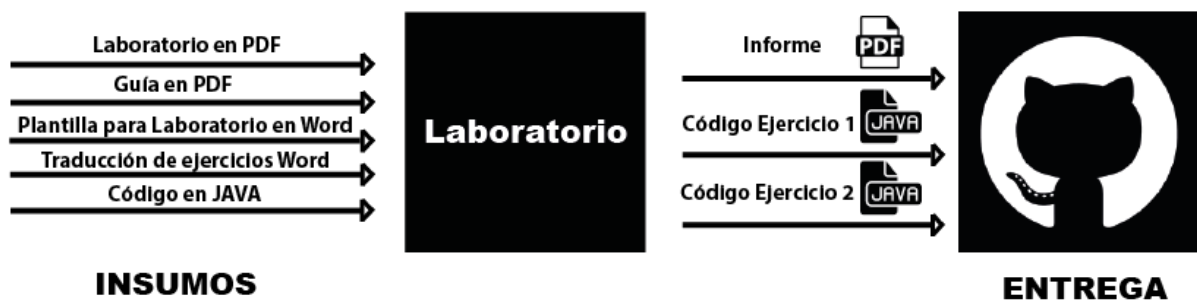 Laboratorio en PDF
Guía en PDF
Plantilla para Laboratorio en Word
Traducción de ejercicios Word
Código en JAVA
INSUMOS
Laboratorio
Informe
PDF
Código Ejercicio 1
JAVA
Código Ejercicio 2
JAVA
ENTREGA